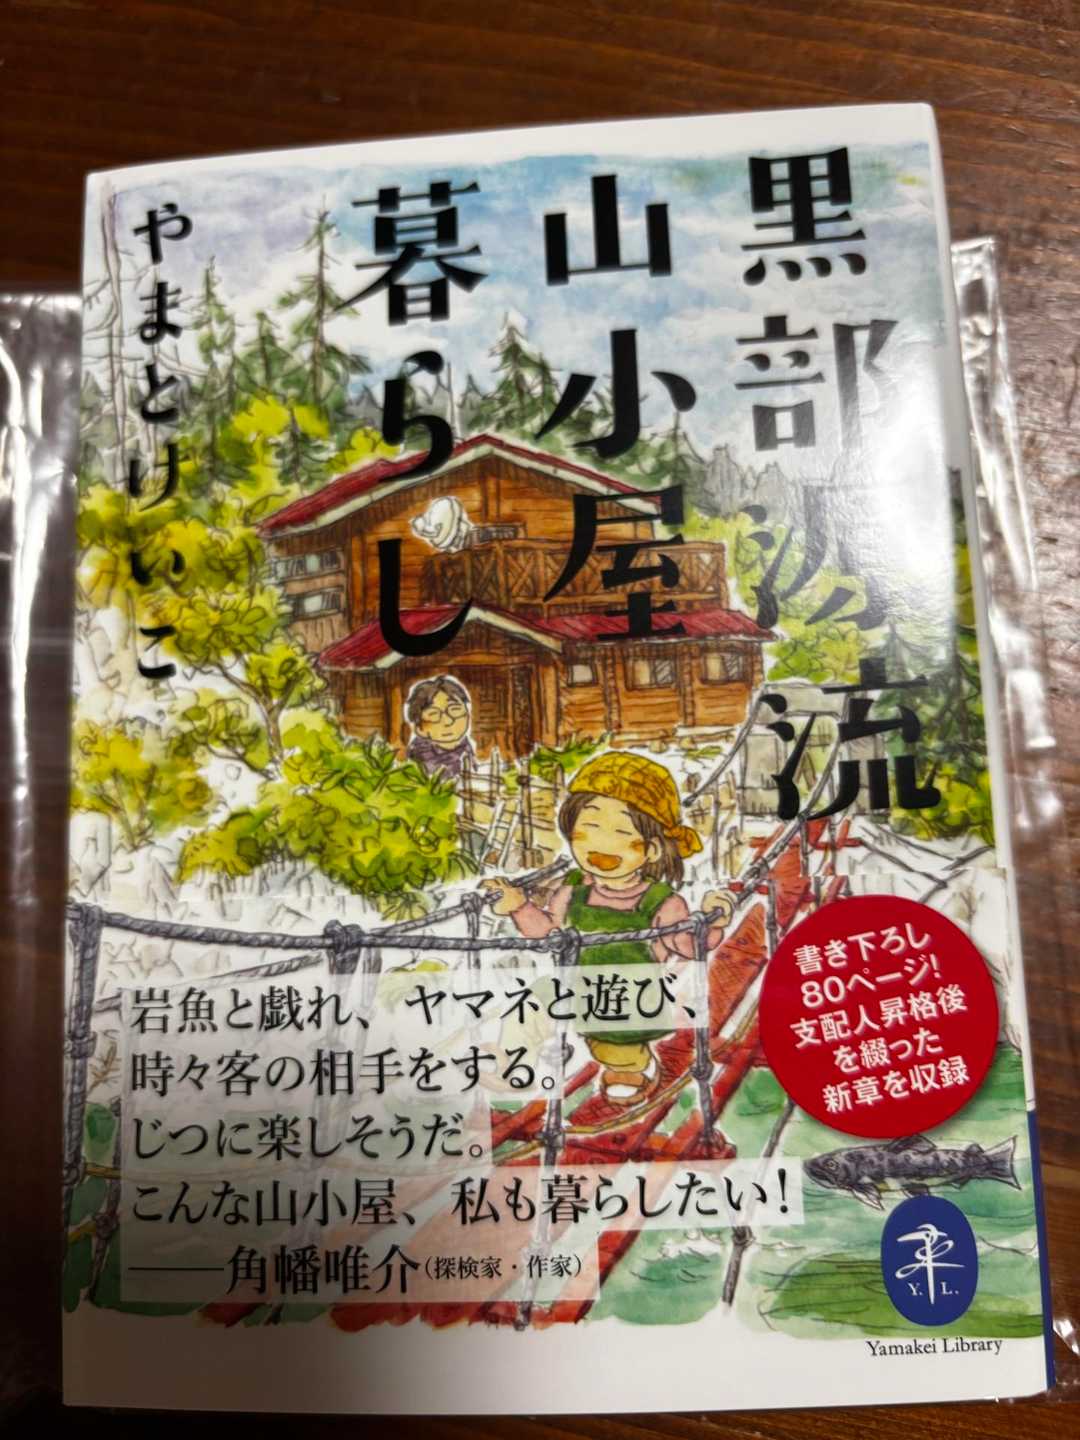 黒部源流
山小屋
暮らし
やまとけいこ
岩魚と戯れ、ヤマネと遊び、
時々客の相手をする。
じつに楽しそうだ。
こんな山小屋、私も暮らしたい!
――角幡唯介(探検家・作家)
書き下ろし
80ページ!
支配人昇格後
を綴った
新章を収録
Y. L.
Yamakei Library